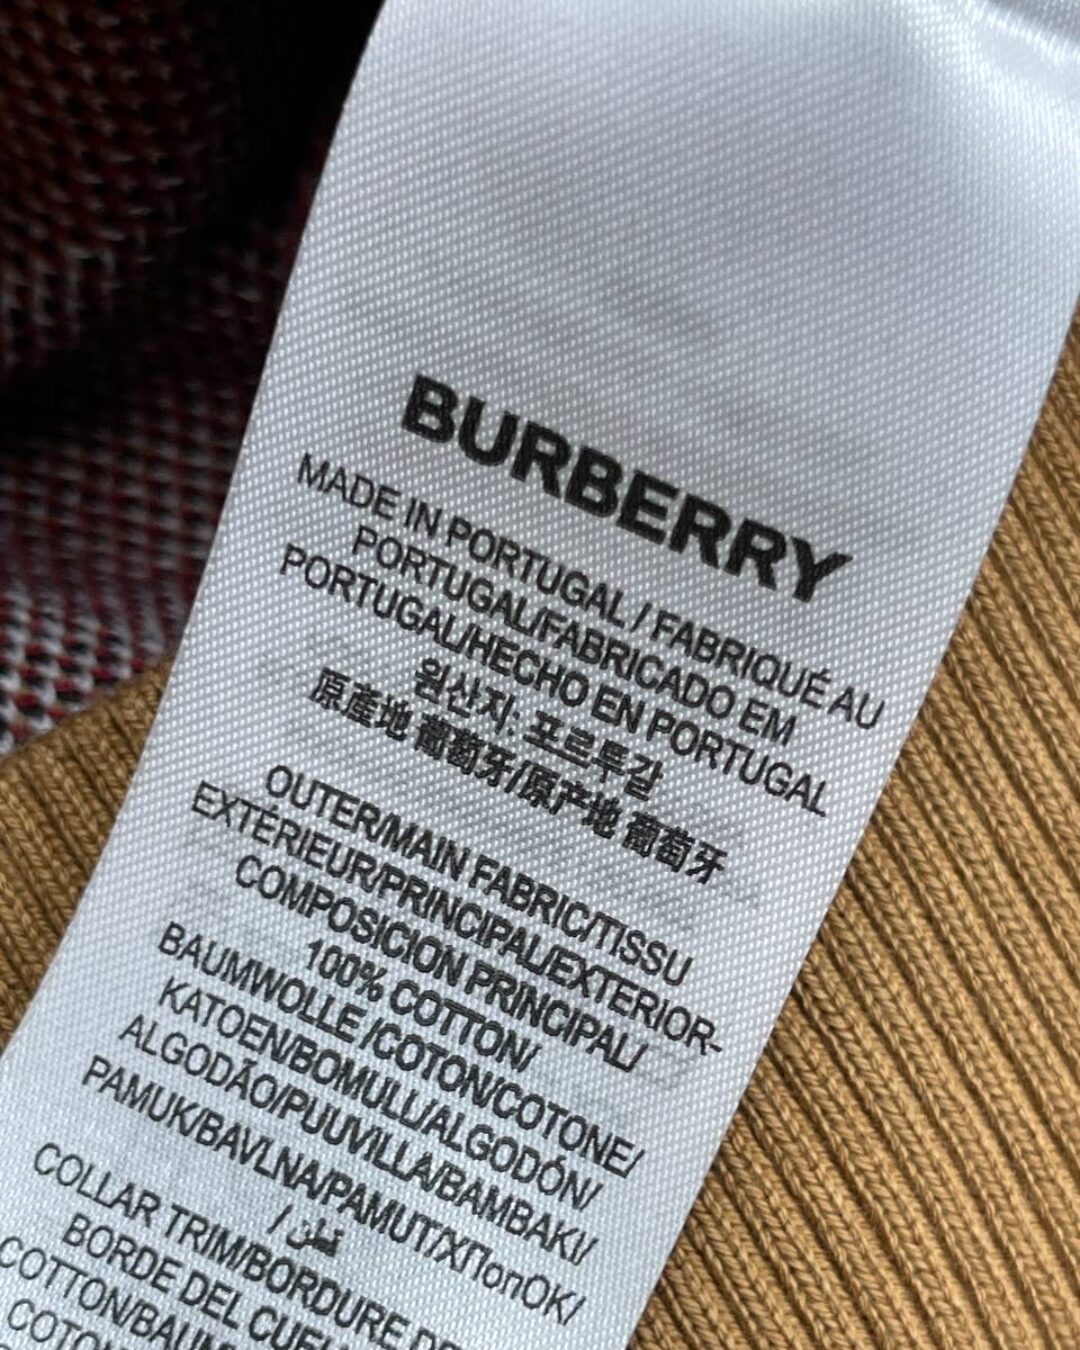 BURBERRY
MADE IN PORTUGAL / FABRIQUÉ AU
PORTUGAL/FABRICADO EM
PORTUGAL/HECHO EN PORTUGAL
원산지: 포르투갈
原產地 葡萄牙/原产地 葡萄牙
OUTER/MAIN FABRIC/TISSU
EXTÉRIEUR/PRINCIPAL/EXTERIOR-
COMPOSICION PRINCIPAL/
100% COTTON/
BAUMWOLLE /COTON/COTONE/
KATOEN/BOMULL/ALGODÓN/
ALGODÃO/PUUVILLA/BAMBAKI/
PAMUK/BAVLNA/PAMUT/ХПопОК/
قطن /
COLLAR TRIM/BORDURE
BORDE DEL
COTTON/